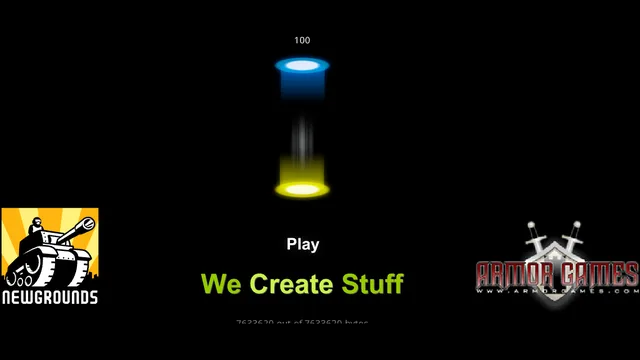 100
Play
We Create Stuff
NEWGROUNDS
ARMOR GAMES
WWW.ARMORGAMES.COM
7633620 out of 7633620 bytes